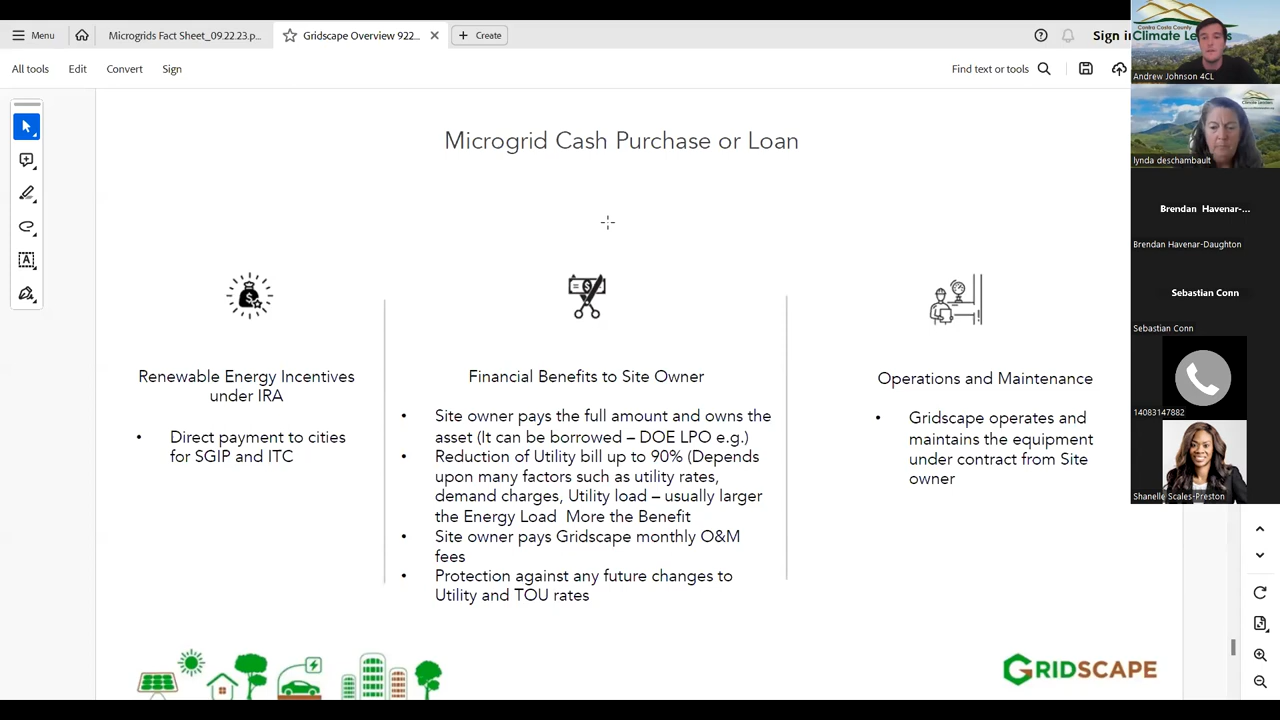 Menu
Microgrids Fact Sheet_09.22.23.p...
Gridscape Overview 922...
Create
Sign in
All tools
Edit
Convert
Sign
Find text or tools
Microgrid Cash Purchase or Loan
Renewable Energy Incentives
under IRA
• Direct payment to cities
for SGIP and ITC
Financial Benefits to Site Owner
• Site owner pays the full amount and owns the
asset (It can be borrowed – DOE LPO e.g.)
• Reduction of Utility bill up to 90% (Depends
upon many factors such as utility rates,
demand charges, Utility load – usually larger
the Energy Load More the Benefit
• Site owner pays Gridscape monthly O&M
fees
• Protection against any future changes to
Utility and TOU rates
Operations and Maintenance
• Gridscape operates and
maintains the equipment
under contract from Site
owner
GRIDSCAPE
Contra Costa County
Climate Leaders
Andrew Johnson 4CL
lynda deschambault
Brendan Havenar-...
Brendan Havenar-Daughton
Sebastian Conn
Sebastian Conn
14083147882
Shanelle Scales-Preston